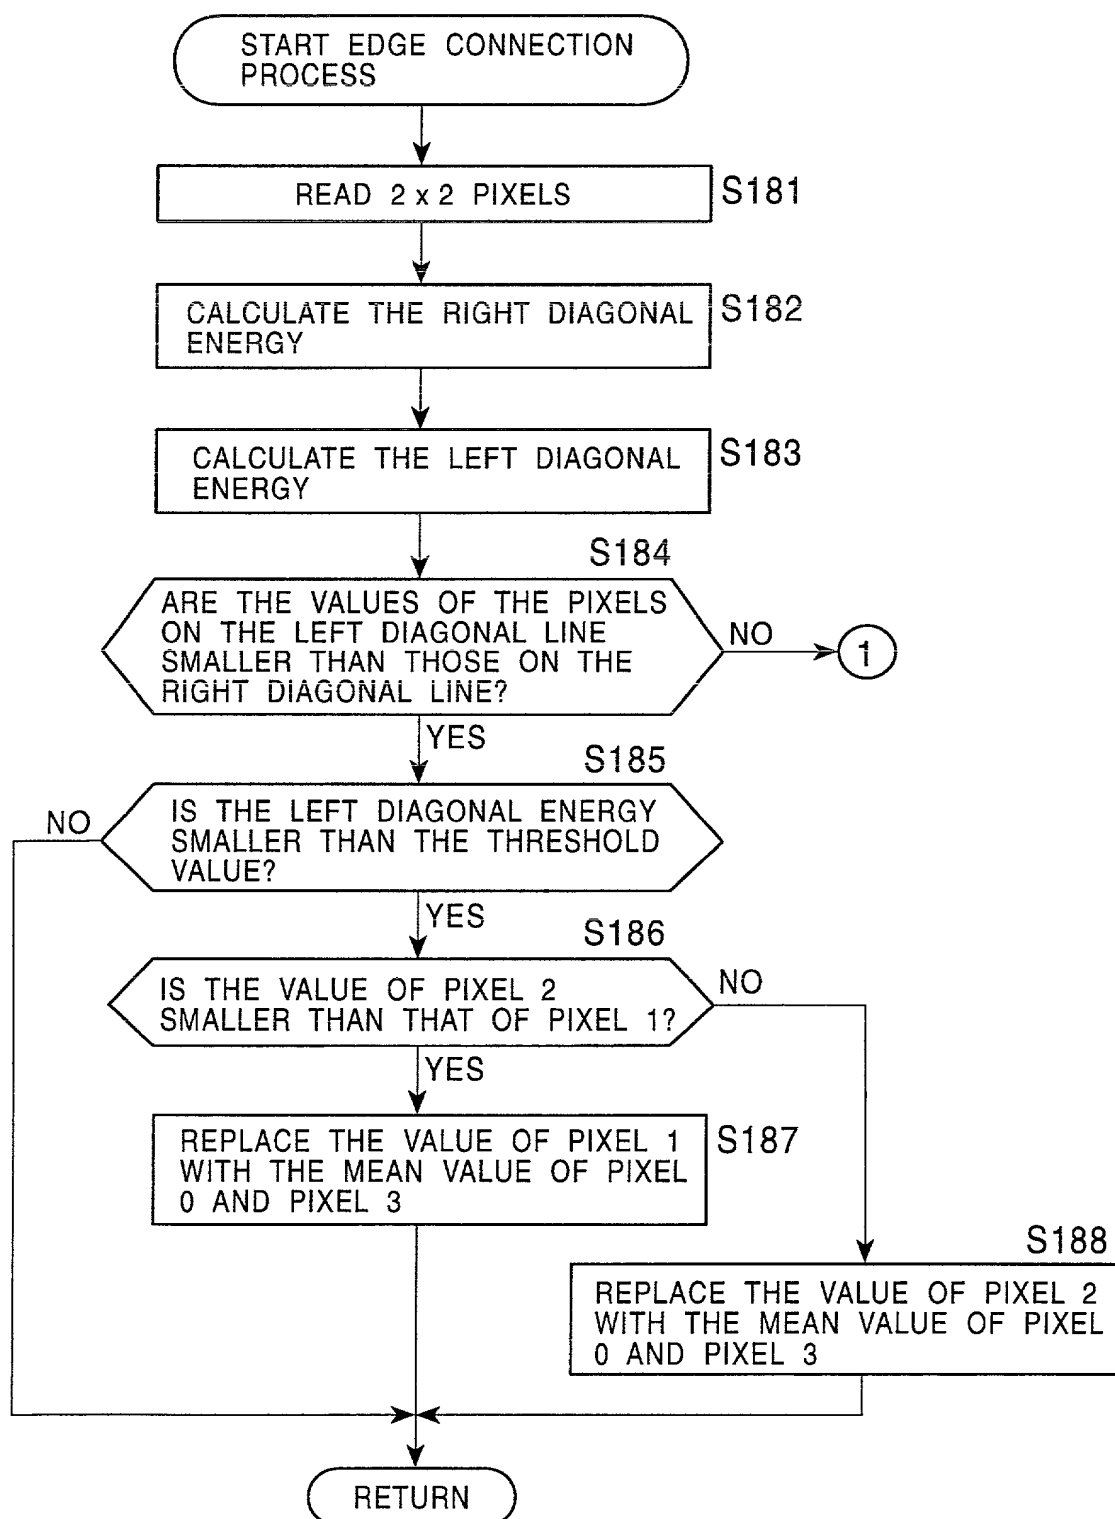 START EDGE CONNECTION
PROCESS
READ 2 x 2 PIXELS
S181
CALCULATE THE RIGHT DIAGONAL
ENERGY
S182
CALCULATE THE LEFT DIAGONAL
ENERGY
S183
S184
ARE THE VALUES OF THE PIXELS
ON THE LEFT DIAGONAL LINE
SMALLER THAN THOSE ON THE
RIGHT DIAGONAL LINE?
NO
1
YES
S185
NO
IS THE LEFT DIAGONAL ENERGY
SMALLER THAN THE THRESHOLD
VALUE?
YES
S186
IS THE VALUE OF PIXEL 2
SMALLER THAN THAT OF PIXEL 1?
NO
YES
REPLACE THE VALUE OF PIXEL 1
WITH THE MEAN VALUE OF PIXEL
0 AND PIXEL 3
S187
S188
REPLACE THE VALUE OF PIXEL 2
WITH THE MEAN VALUE OF PIXEL
0 AND PIXEL 3
RETURN